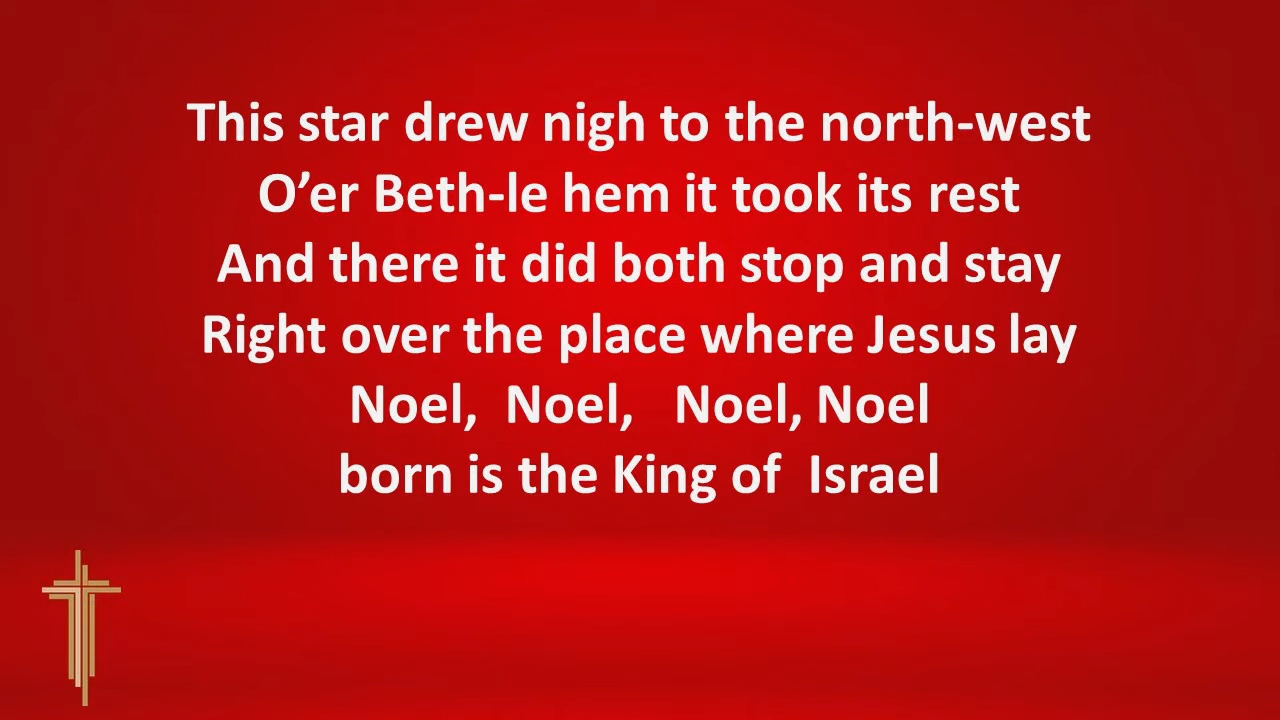 This star drew nigh to the north-west
O’er Beth-le hem it took its rest
And there it did both stop and stay
Right over the place where Jesus lay
Noel,  Noel,   Noel, Noel
born is the King of  Israel